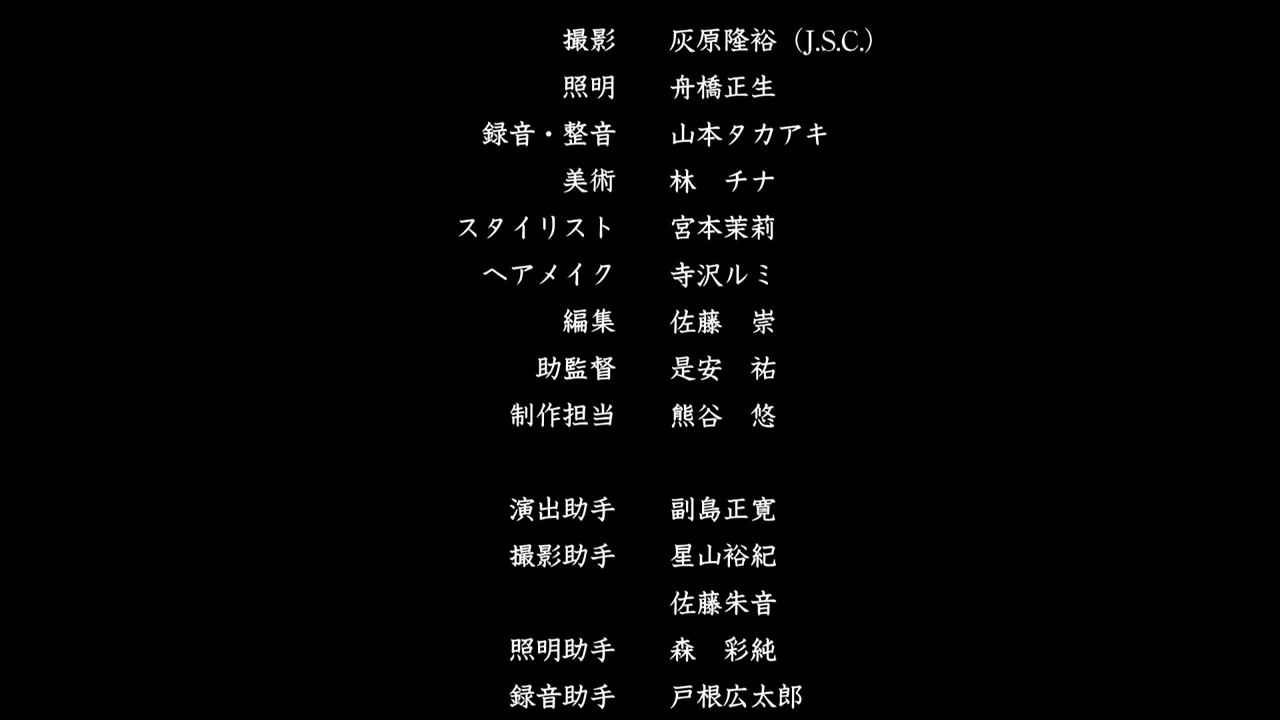 撮影　灰原隆裕（J.S.C.）
照明　舟橋正生
録音・整音　山本タカアキ
美術　林　チナ
スタイリスト　宮本茉莉
ヘアメイク　寺沢ルミ
編集　佐藤　崇
助監督　是安　祐
制作担当　熊谷　悠
演出助手　副島正寛
撮影助手　星山裕紀
佐藤朱音
照明助手　森　彩純
録音助手　戸根広太郎